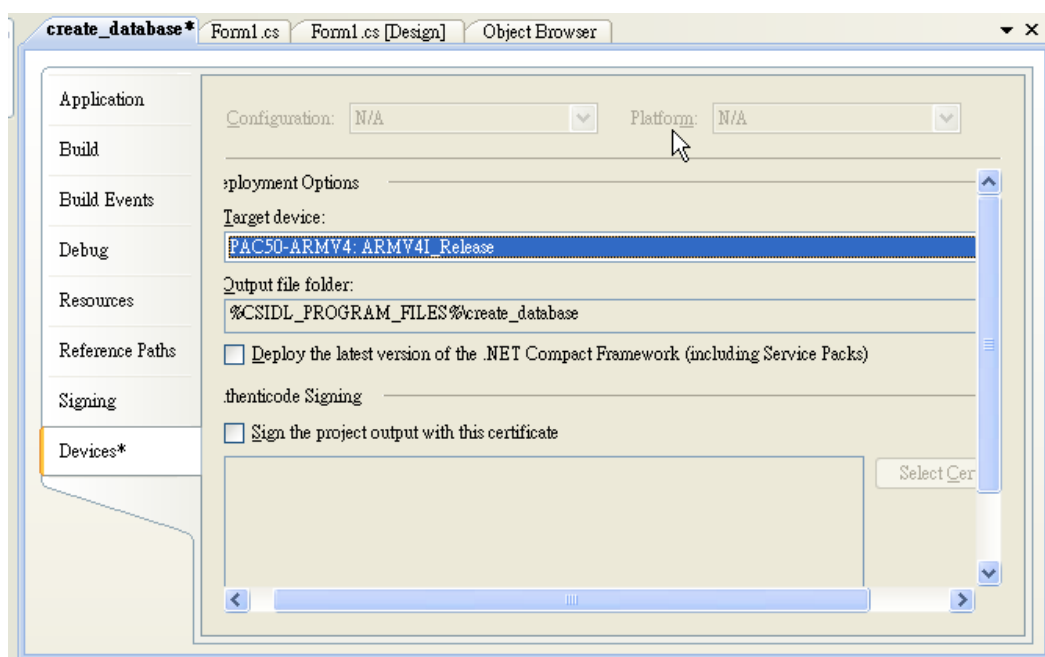 create_database* Form1.cs Form1.cs [Design] Object Browser
Application
Build
Build Events
Debug
Resources
Reference Paths
Signing
Devices*
Configuration: N/A Platform: N/A
eployment Options
Target device:
PAC50-ARMV4: ARMV4I_Release
Output file folder:
%CSIDL_PROGRAM_FILES%\create_database
Deploy the latest version of the .NET Compact Framework (including Service Packs)
thenticode Signing
Sign the project output with this certificate
Select Cer